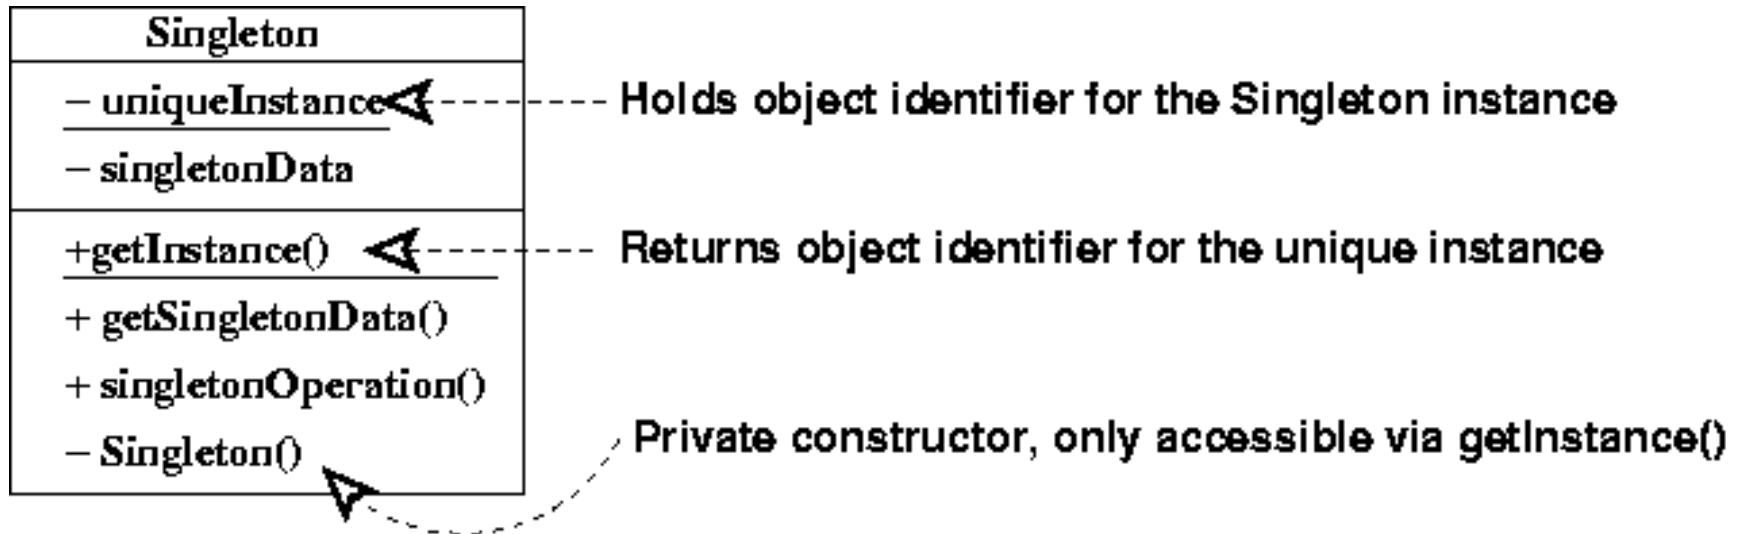 Singleton
– uniqueInstance
Holds object identifier for the Singleton instance
– singletonData
+getInstance()
Returns object identifier for the unique instance
+ getSingletonData()
+ singletonOperation()
– Singleton()
Private constructor, only accessible via getInstance()